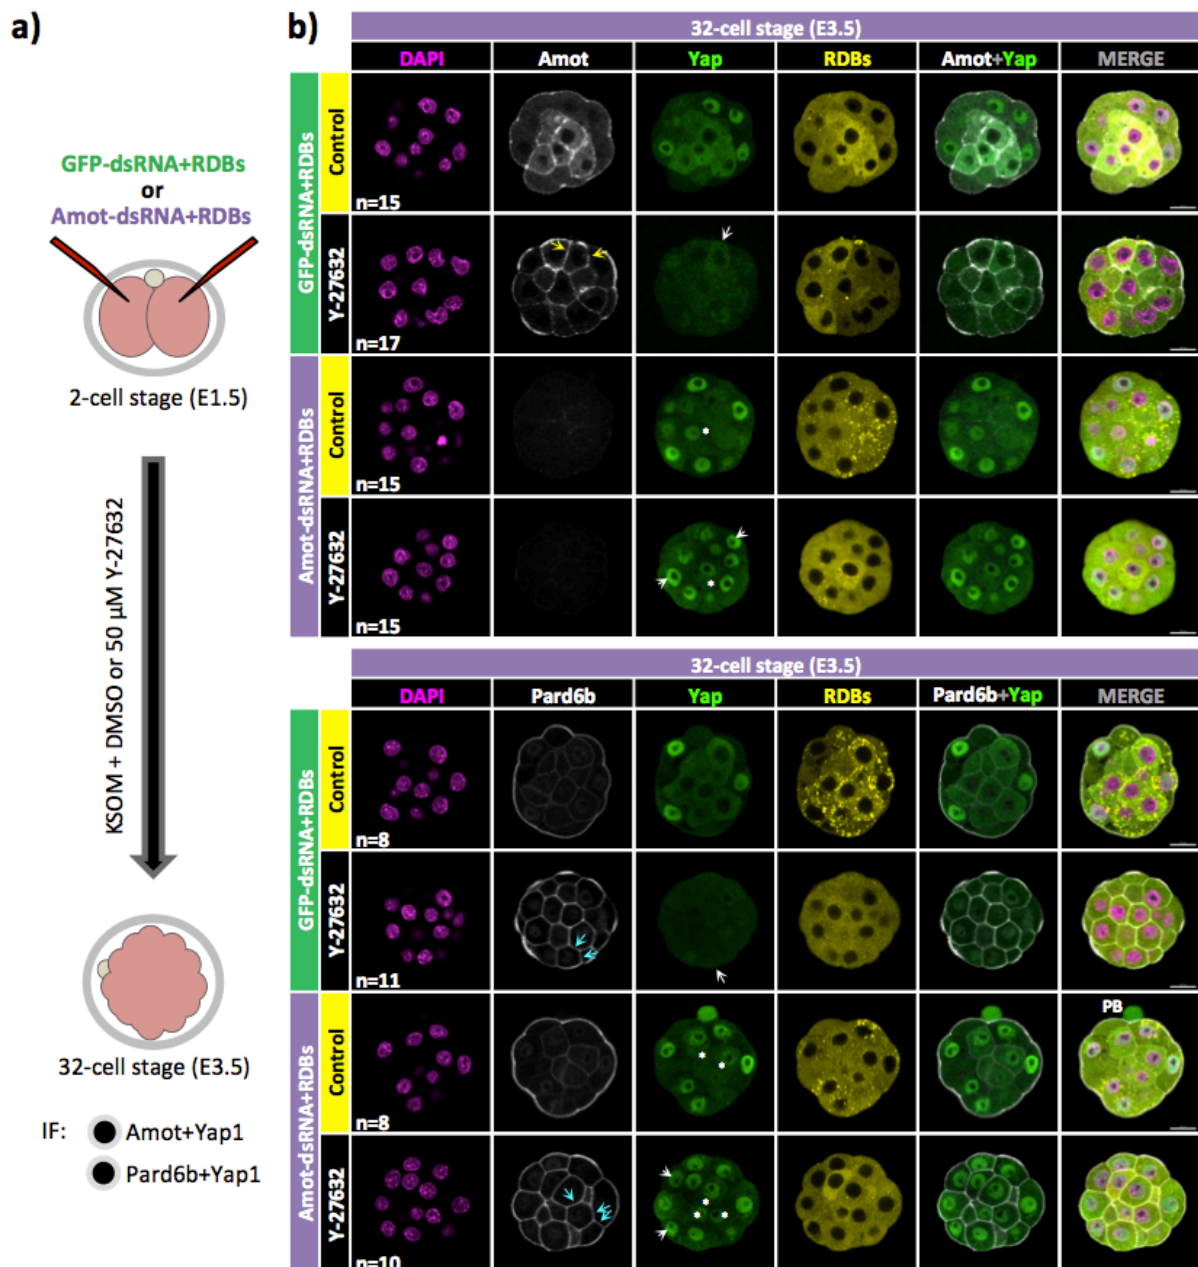 a)
GFP-dsRNA+RDBs
or
Amot-dsRNA+RDBs
2-cell stage (E1.5)
KSOM + DMSO or 50 µM Y-27632
32-cell stage (E3.5)
IF:
Amot+Yap1
Pard6b+Yap1
b)
32-cell stage (E3.5)
DAPI Amot Yap RDBs Amot+Yap MERGE
GFP-dsRNA+RDBs
Control
n=15
Y-27632
n=17
Amot-dsRNA+RDBs
Control
*
n=15
Y-27632
*
n=15
32-cell stage (E3.5)
DAPI Pard6b Yap RDBs Pard6b+Yap MERGE
GFP-dsRNA+RDBs
Control
n=8
Y-27632
n=11
Amot-dsRNA+RDBs
Control
PB
* *
n=8
Y-27632
* * *
n=10